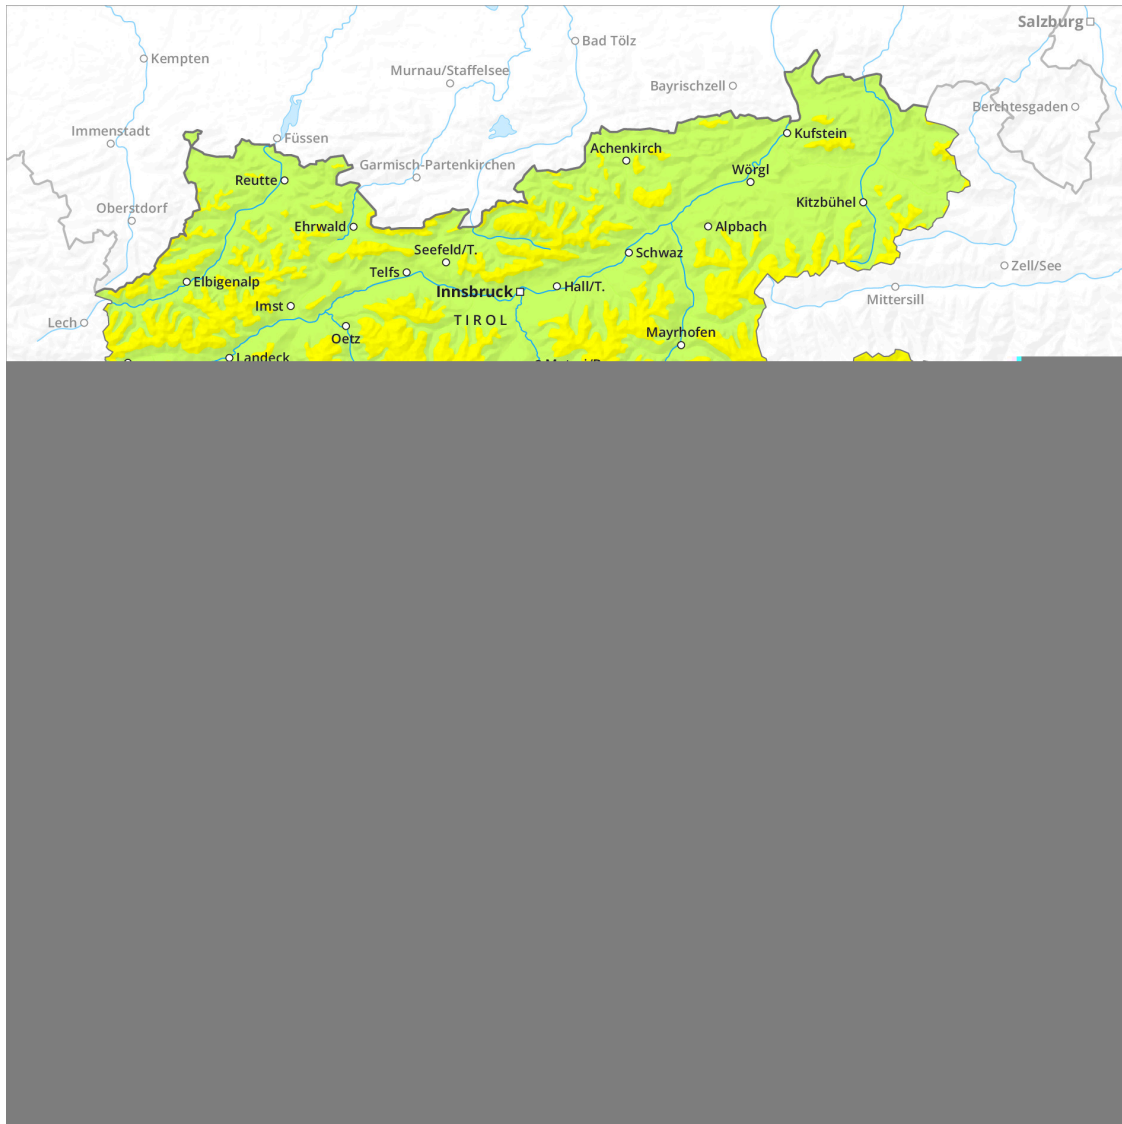 Salzburg
Bad Tölz
Kempten
Murnau/Staffelsee
Bayrischzell
Berchtesgaden
Immenstadt
Kufstein
Füssen
Achenkirch
Garmisch-Partenkirchen
Wörgl
Reutte
Kitzbühel
Oberstdorf
Ehrwald
Alpbach
Seefeld/T.
Schwaz
Zell/See
Telfs
Elbigenalp
Hall/T.
Innsbruck
Mittersill
Imst
TIROL
Lech
Mayrhofen
Oetz
Landeck